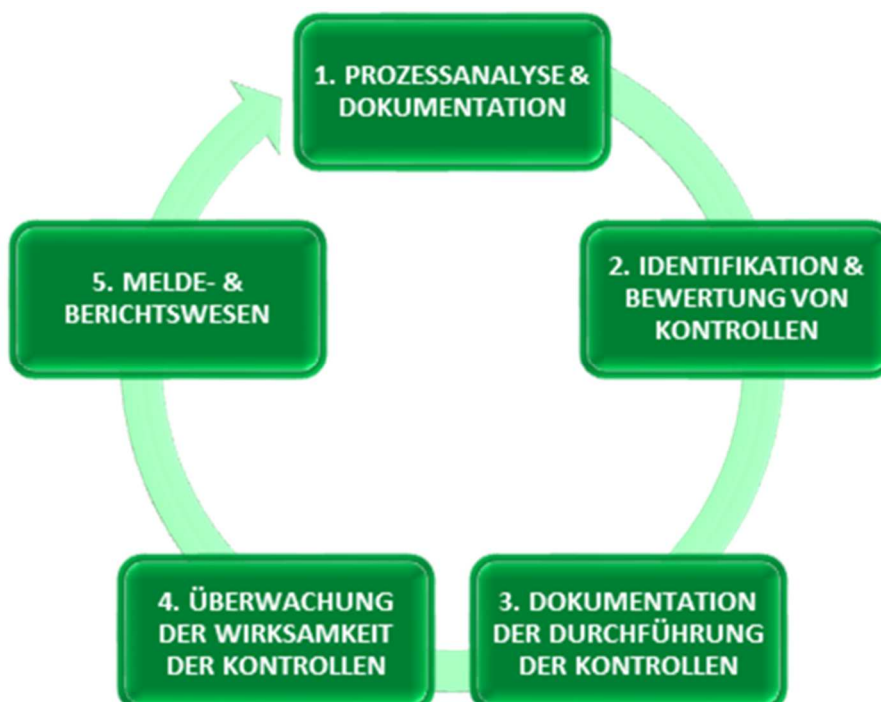 1. PROZESSANALYSE &
DOKUMENTATION
2. IDENTIFIKATION &
BEWERTUNG VON
KONTROLLEN
3. DOKUMENTATION
DER DURCHFÜHRUNG
DER KONTROLLEN
4. ÜBERWACHUNG
DER WIRKSAMKEIT
DER KONTROLLEN
5. MELDE- &
BERICHTSWESEN